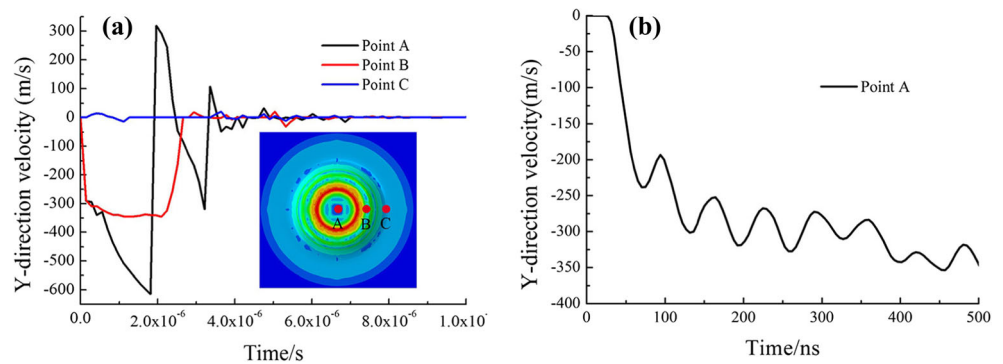 (a)
Y-direction velocity (m/s)
300
200
100
0
-100
-200
-300
-400
-500
-600
Point A
Point B
Point C
A B C
0.0 2.0x10-6 4.0x10-6 6.0x10-6 8.0x10-6 1.0x10-
Time/s
(b)
Y-direction velocity(m/s)
0
-50
-100
-150
-200
-250
-300
-350
-400
Point A
0 100 200 300 400 500
Time/ns